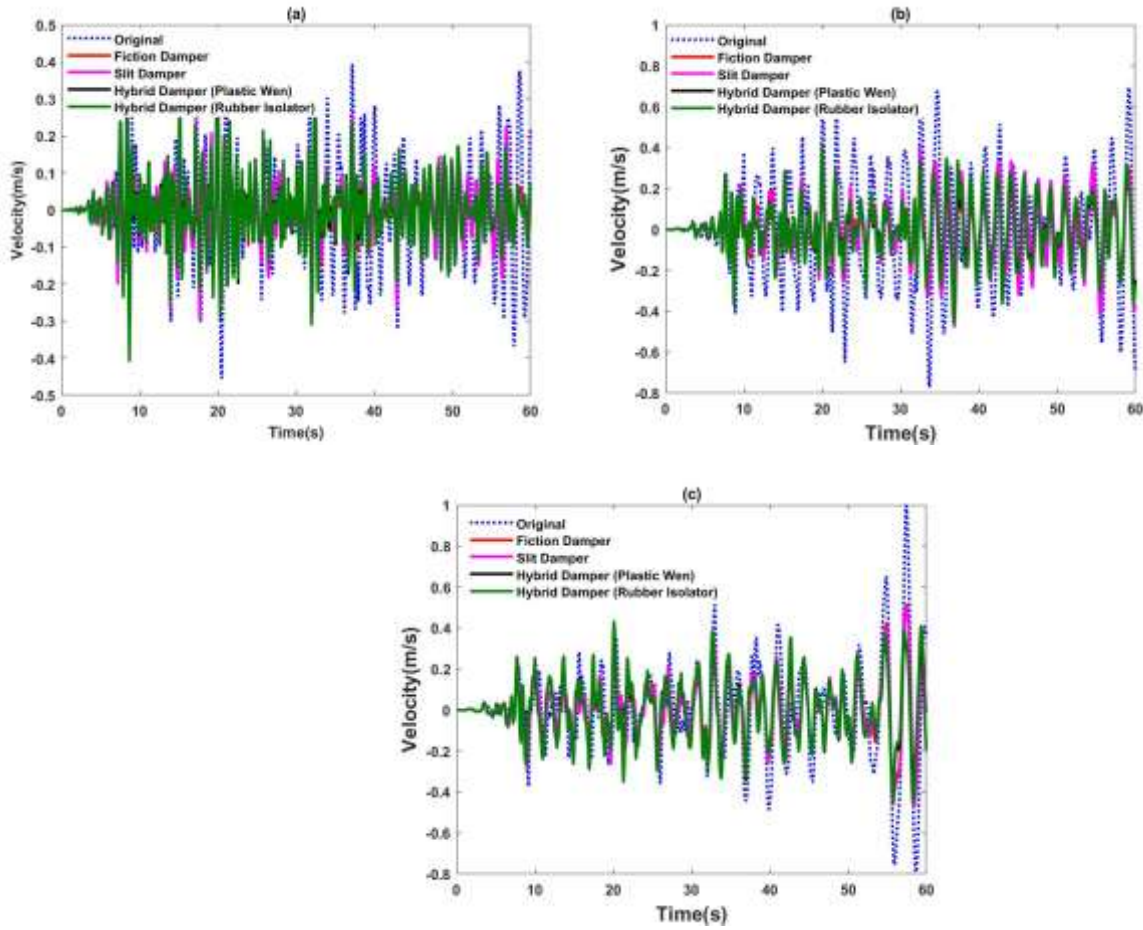 (a)
0.5
0.4
0.3
0.2
0.1
0
-0.1
-0.2
-0.3
-0.4
-0.5
Velocity(m/s)
Original
Fiction Damper
Slit Damper
Hybrid Damper (Plastic Wen)
Hybrid Damper (Rubber Isolator)
0 10 20 30 40 50 60
Time(s)
(b)
1
0.8
0.6
0.4
0.2
0
-0.2
-0.4
-0.6
-0.8
Velocity(m/s)
Original
Fiction Damper
Slit Damper
Hybrid Damper (Plastic Wen)
Hybrid Damper (Rubber Isolator)
0 10 20 30 40 50 60
Time(s)
(c)
1
0.8
0.6
0.4
0.2
0
-0.2
-0.4
-0.6
-0.8
Velocity(m/s)
Original
Fiction Damper
Slit Damper
Hybrid Damper (Plastic Wen)
Hybrid Damper (Rubber Isolator)
0 10 20 30 40 50 60
Time(s)